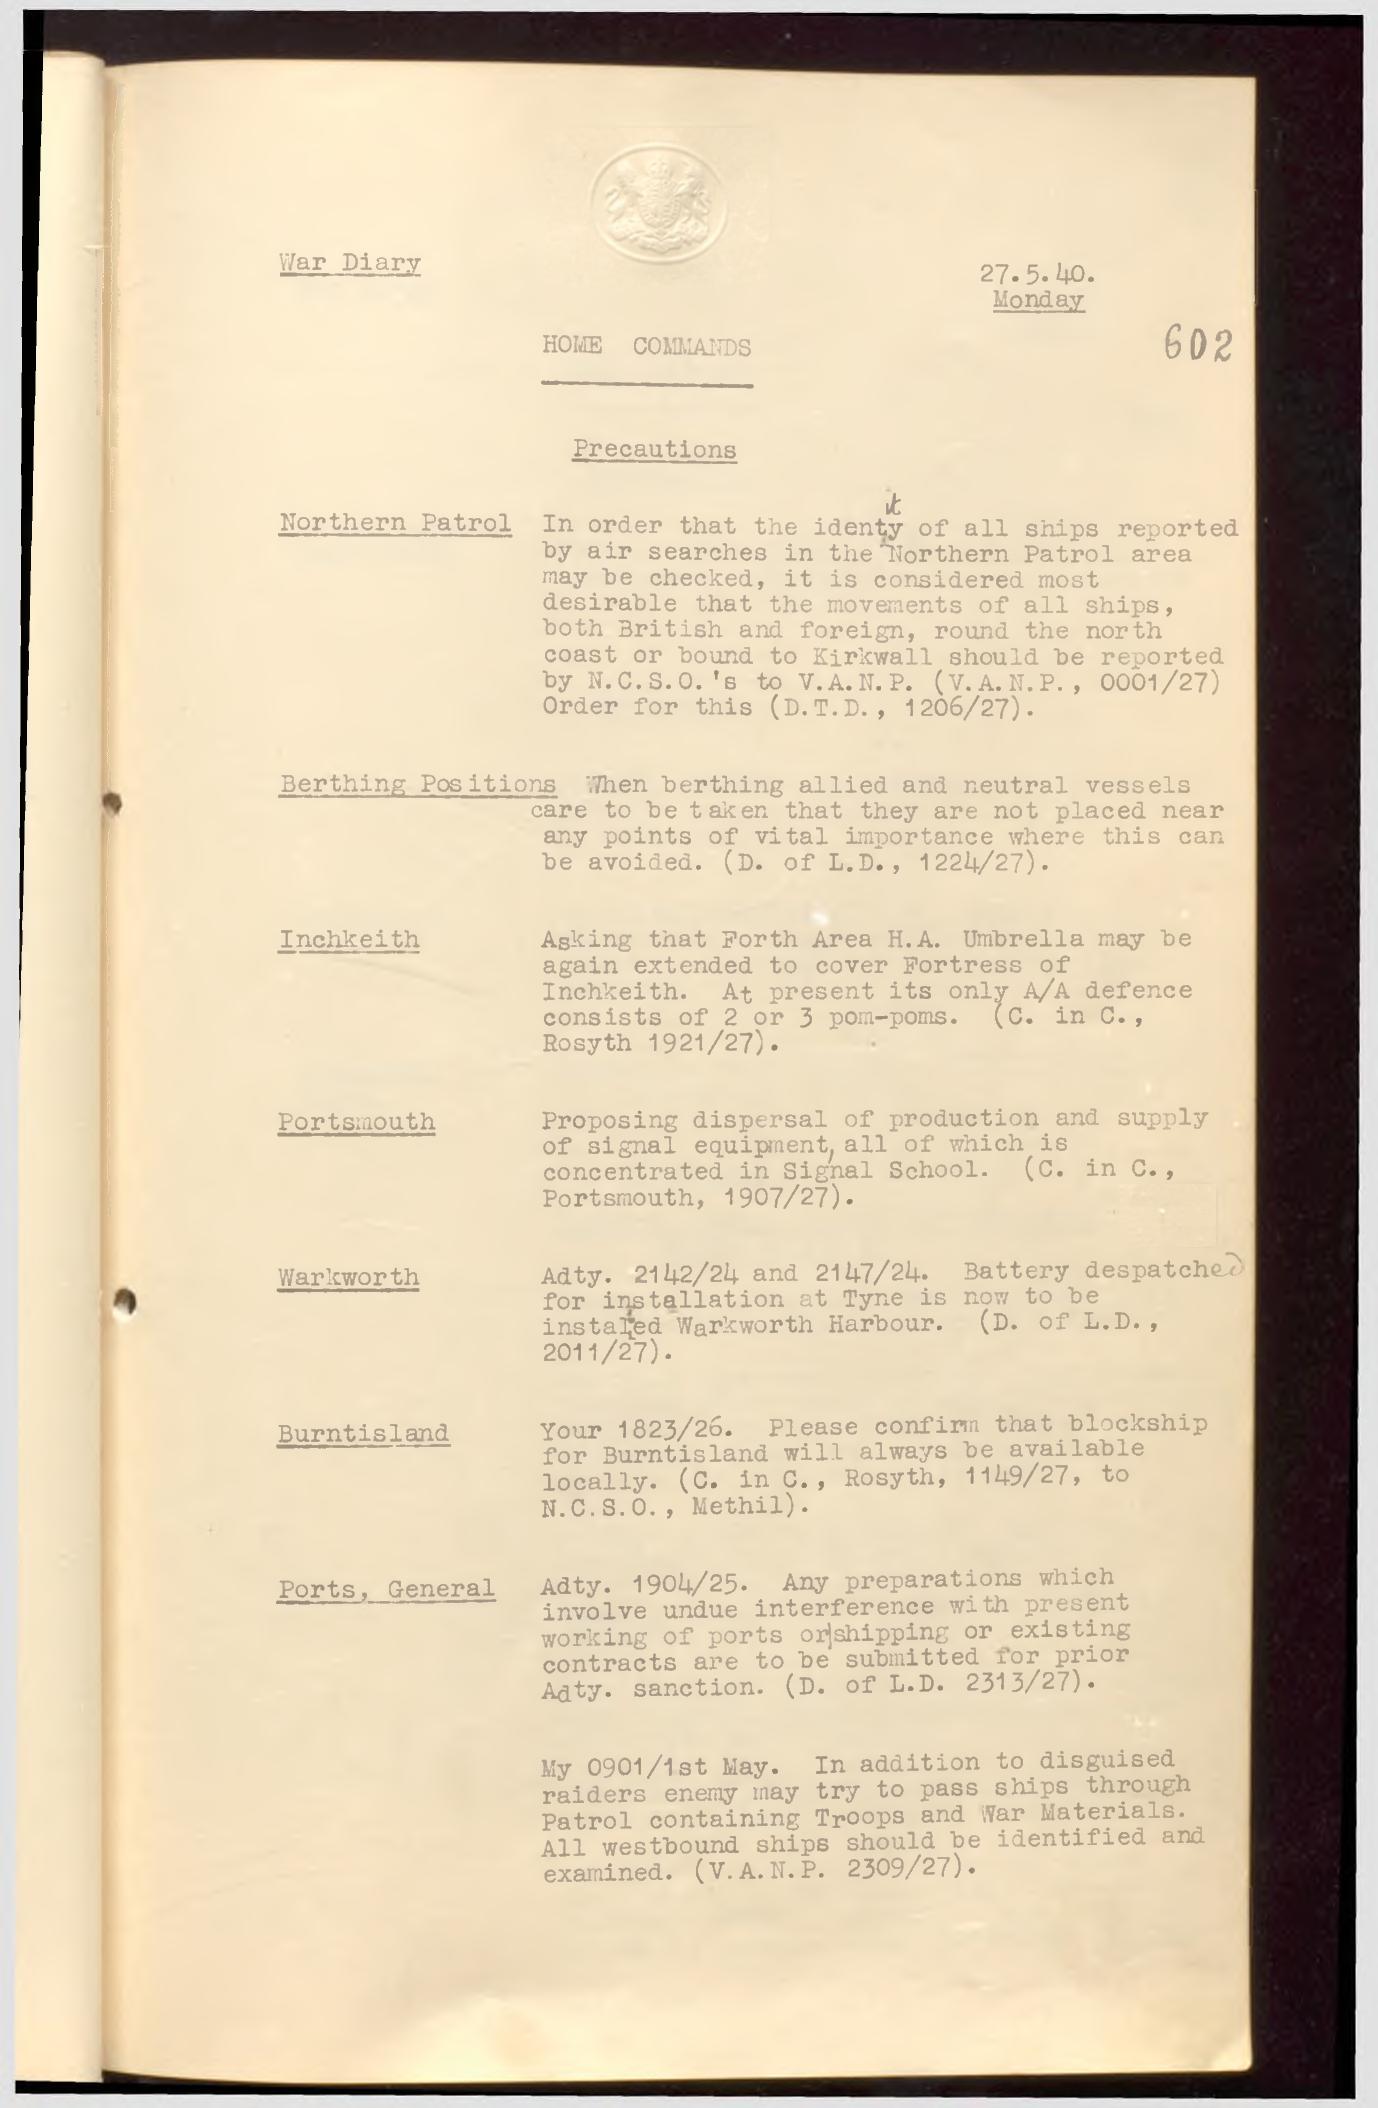 War Diary
27.5.40.
Monday
602
HOME COMMANDS
Precautions
Northern Patrol In order that the identity of all ships reported
by air searches in the Northern Patrol area
may be checked, it is considered most
desirable that the movements of all ships,
both British and foreign, round the north
coast or bound to Kirkwall should be reported
by N.C.S.O.'s to V.A.N.P. (V.A.N.P., 0001/27)
Order for this (D.T.D., 1206/27).
Berthing Positions When berthing allied and neutral vessels
care to be taken that they are not placed near
any points of vital importance where this can
be avoided. (D. of L.D., 1224/27).
Inchkeith Asking that Forth Area H.A. Umbrella may be
again extended to cover Fortress of
Inchkeith. At present its only A/A defence
consists of 2 or 3 pom-poms. (C. in C.,
Rosyth 1921/27).
Portsmouth Proposing dispersal of production and supply
of signal equipment, all of which is
concentrated in Signal School. (C. in C.,
Portsmouth, 1907/27).
Warkworth Adty. 2142/24 and 2147/24. Battery despatched
for installation at Tyne is now to be
installed Warkworth Harbour. (D. of L.D.,
2011/27).
Burntisland Your 1823/26. Please confirm that blockship
for Burntisland will always be available
locally. (C. in C., Rosyth, 1149/27, to
N.C.S.O., Methil).
Ports, General Adty. 1904/25. Any preparations which
involve undue interference with present
working of ports or shipping or existing
contracts are to be submitted for prior
Adty. sanction. (D. of L.D. 2313/27).
My 0901/1st May. In addition to disguised
raiders enemy may try to pass ships through
Patrol containing Troops and War Materials.
All westbound ships should be identified and
examined. (V.A.N.P. 2309/27).